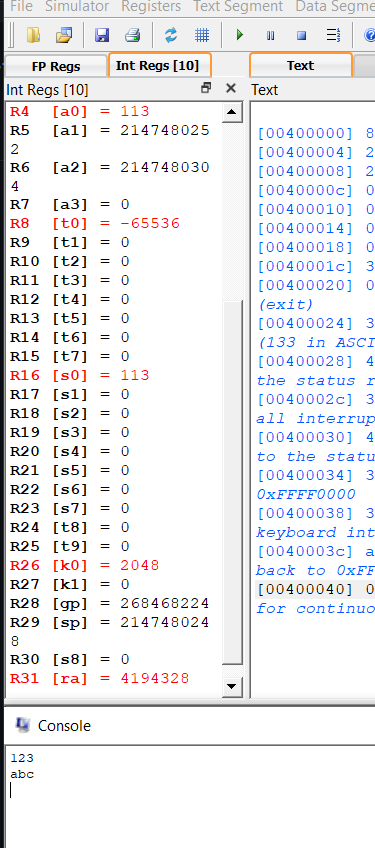 File Simulator Registers Text Segment Data Segm
FP Regs Int Regs [10] Text
Int Regs [10] Text
R4 [a0] = 113
R5 [a1] = 214748025
2
R6 [a2] = 214748030
4
R7 [a3] = 0
R8 [t0] = -65536
R9 [t1] = 0
R10 [t2] = 0
R11 [t3] = 0
R12 [t4] = 0
R13 [t5] = 0
R14 [t6] = 0
R15 [t7] = 0
R16 [s0] = 113
R17 [s1] = 0
R18 [s2] = 0
R19 [s3] = 0
R20 [s4] = 0
R21 [s5] = 0
R22 [s6] = 0
R23 [s7] = 0
R24 [t8] = 0
R25 [t9] = 0
R26 [k0] = 2048
R27 [k1] = 0
R28 [gp] = 268468224
R29 [sp] = 214748024
8
R30 [s8] = 0
R31 [ra] = 4194328
[00400000] 8
[00400004] 2
[00400008] 2
[0040000c] 0
[00400010] 0
[00400014] 0
[00400018] 0
[0040001c] 3
[00400020] 0
(exit)
[00400024] 3
(133 in ASCI
[00400028] 4
the status r
[0040002c] 3
all interrup
[00400030] 4
to the statu
[00400034] 3
0xFFFF0000
[00400038] 3
keyboard int
[0040003c] a
back to 0xFF
[00400040] 0
for continuo
Console
123
abc